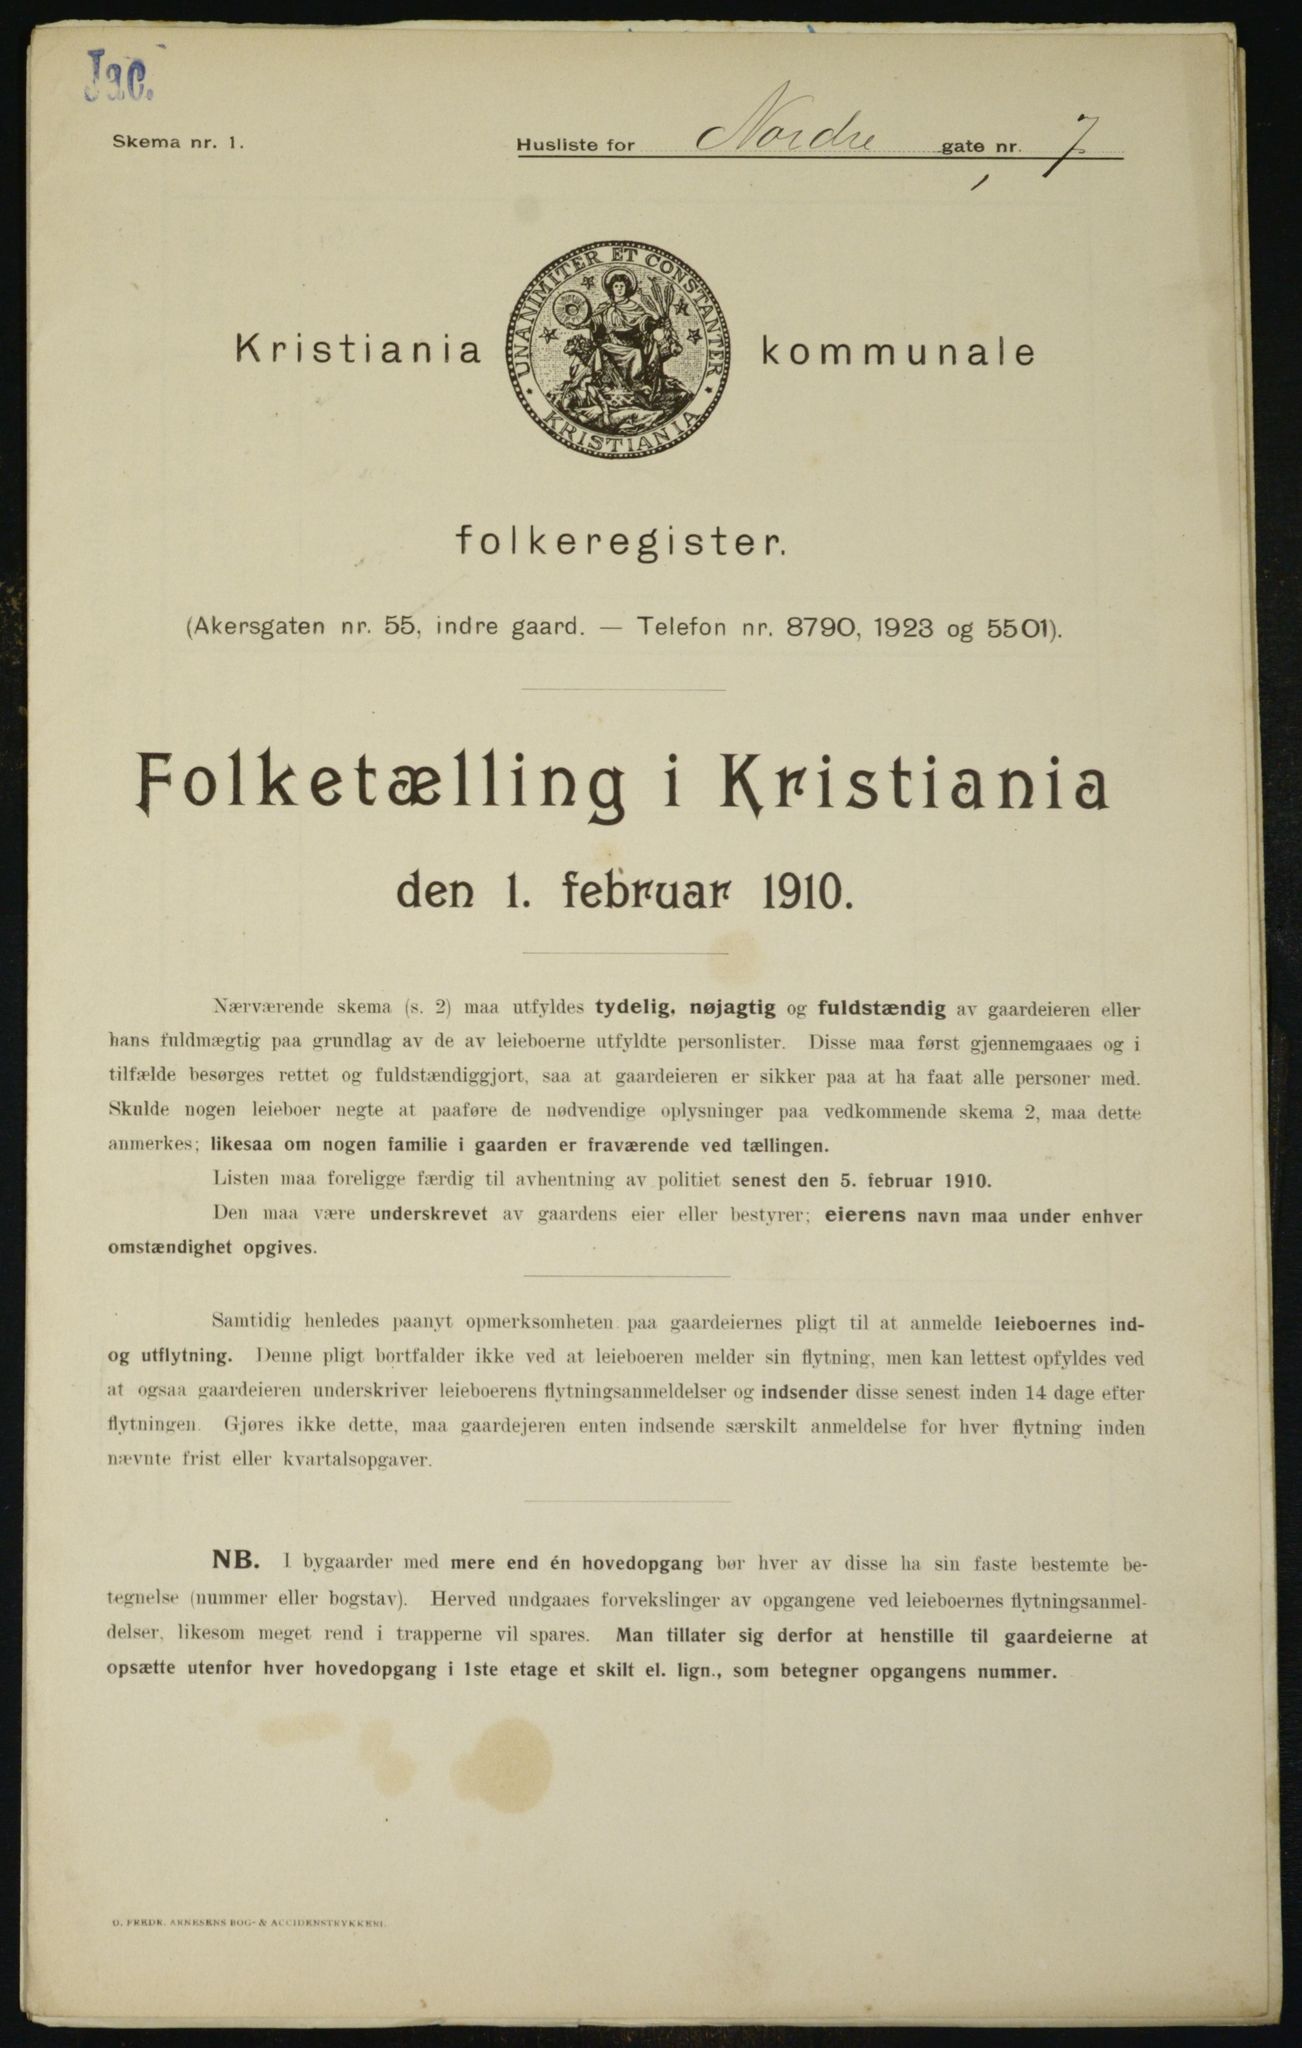 Jac.
Skema nr. 1.
Husliste for Nordre gate nr. 7
UNANIMITER ET CONSTANTER
KRISTIANIA
Kristiania kommunale
folkeregister.
(Akersgaten nr. 55, indre gaard. — Telefon nr. 8790, 1923 og 5501).
Folketælling i Kristiania
den 1. februar 1910.
Nærværende skema (s. 2) maa utfyldes tydelig, nøjagtig og fuldstændig av gaardeieren eller
hans fuldmægtig paa grundlag av de av leieboerne utfyldte personlister. Disse maa først gjennemgaaes og i
tilfælde besørges rettet og fuldstændiggjort, saa at gaardeieren er sikker paa at ha faat alle personer med.
Skulde nogen leieboer negte at paaføre de nødvendige oplysninger paa vedkommende skema 2, maa dette
anmerkes; likesaa om nogen familie i gaarden er fraværende ved tællingen.
Listen maa foreligge færdig til avhentning av politiet senest den 5. februar 1910.
Den maa være underskrevet av gaardens eier eller bestyrer; eierens navn maa under enhver
omstændighet opgives.
Samtidig henledes paanyt opmerksomheten paa gaardeiernes pligt til at anmelde leieboernes ind-
og utflytning. Denne pligt bortfalder ikke ved at leieboeren melder sin flytning, men kan lettest opfyldes ved
at ogsaa gaardeieren underskriver leieboerens flytningsanmeldelser og indsender disse senest inden 14 dage efter
flytningen. Gjøres ikke dette, maa gaardejeren enten indsende særskilt anmeldelse for hver flytning inden
nævnte frist eller kvartalsopgaver.
NB. I bygaarder med mere end én hovedopgang bør hver av disse ha sin faste bestemte be-
tegnelse (nummer eller bogstav). Herved undgaaes forvekslinger av opgangene ved leieboernes flytningsanmel-
delser, likesom meget rend i trapperne vil spares. Man tillater sig derfor at henstille til gaardeierne at
opsætte utenfor hver hovedopgang i 1ste etage et skilt el. lign., som betegner opgangens nummer.
O. FREDR. ARNESENS BOG- & ACCIDENSTRYKKERI.